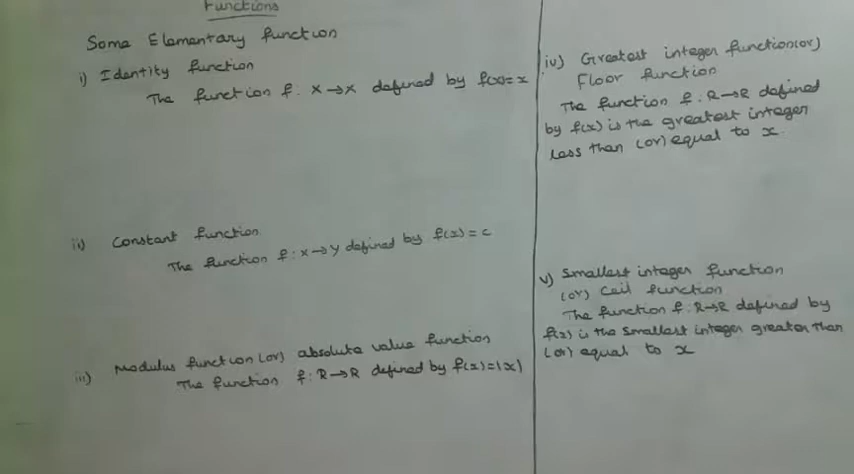 Functions
Some Elementary function
i) Identity function
The function f: X→X defined by f(x)=x
ii) Constant function
The function f: X→Y defined by f(x)=c
iii) Modulus function (or) absolute value function
The function f: R→R defined by f(x)=|x|
iv) Greatest integer function (or)
Floor function
The function f: R→R defined
by f(x) is the greatest integer
less than (or) equal to x.
v) Smallest integer function
(or) Ceil function
The function f: R→R defined by
f(x) is the smallest integer greater than
(or) equal to x